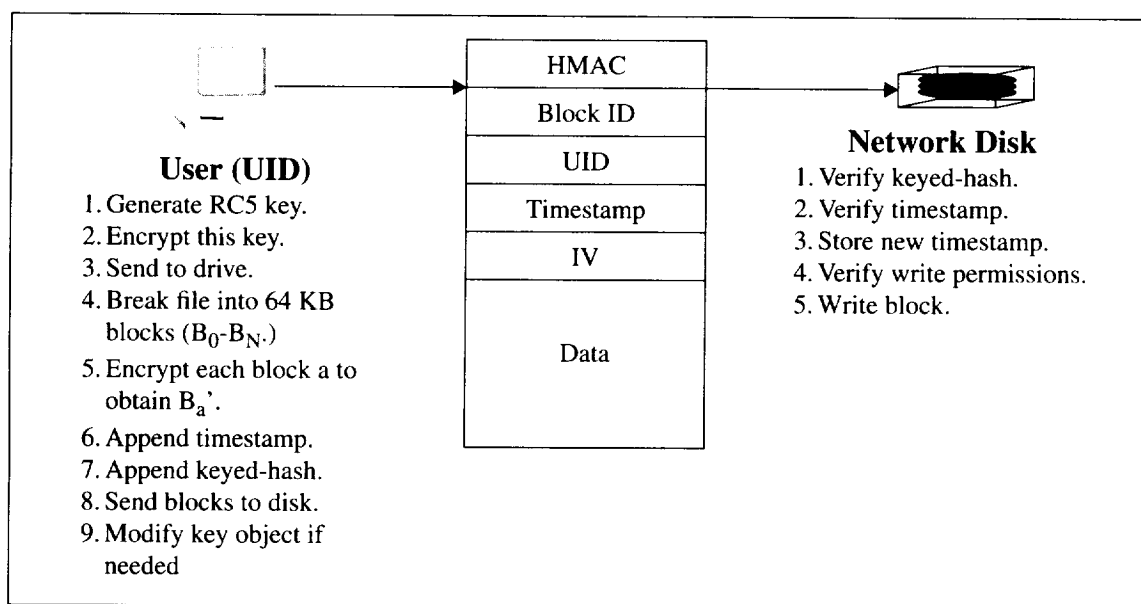 HMAC
Block ID
UID
Timestamp
IV
Data
User (UID)
1. Generate RC5 key.
2. Encrypt this key.
3. Send to drive.
4. Break file into 64 KB
blocks (B0-BN.)
5. Encrypt each block a to
obtain Ba’.
6. Append timestamp.
7. Append keyed-hash.
8. Send blocks to disk.
9. Modify key object if
needed
Network Disk
1. Verify keyed-hash.
2. Verify timestamp.
3. Store new timestamp.
4. Verify write permissions.
5. Write block.